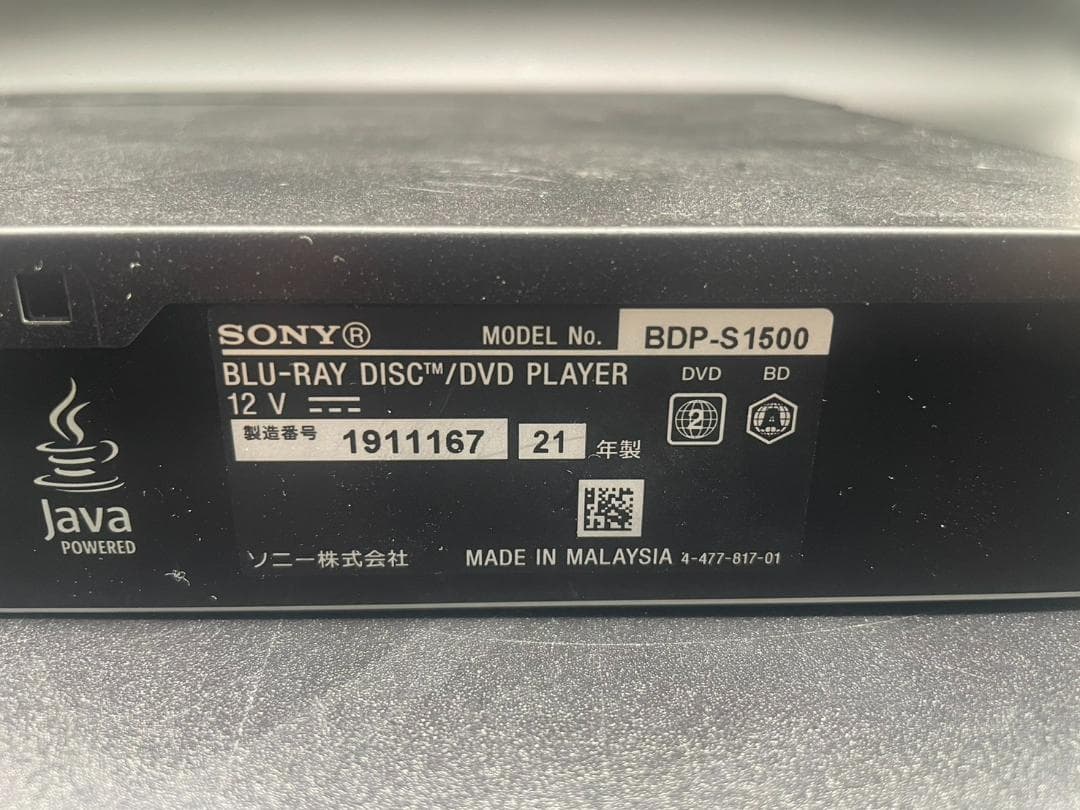 SONY® MODEL No. BDP-S1500
BLU-RAY DISC™/DVD PLAYER DVD BD
12 V
2 A
製造番号 1911167 21 年製
Java
POWERED
ソニー株式会社 MADE IN MALAYSIA 4-477-817-01